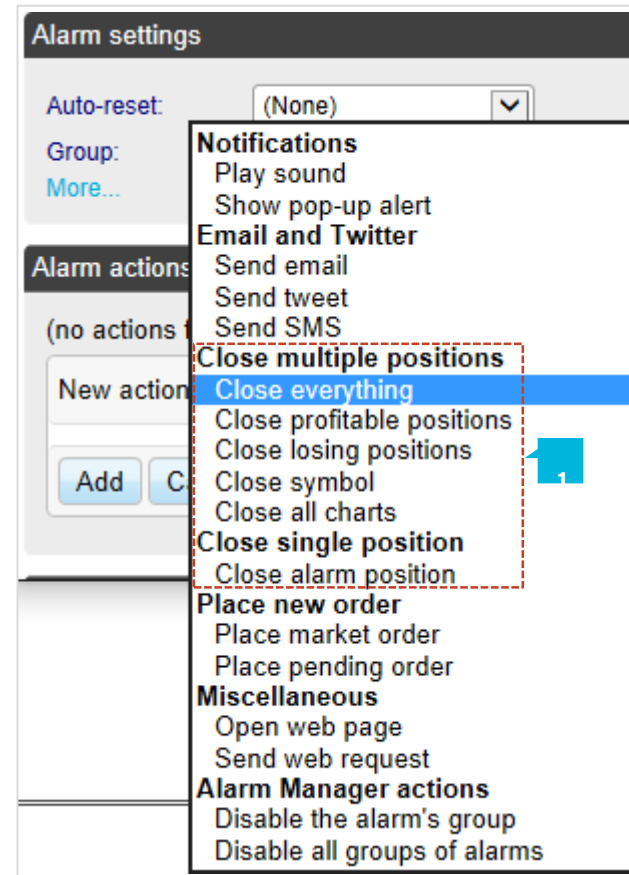 Alarm settings
Auto-reset: (None)
Group:
More...
Notifications
Play sound
Show pop-up alert
Email and Twitter
Alarm actions
Send email
Send tweet
(no actions
Send SMS
Close multiple positions
New action
Close everything
Close profitable positions
Close losing positions
1
Add
Close symbol
Close all charts
Close single position
Close alarm position
Place new order
Place market order
Place pending order
Miscellaneous
Open web page
Send web request
Alarm Manager actions
Disable the alarm's group
Disable all groups of alarms